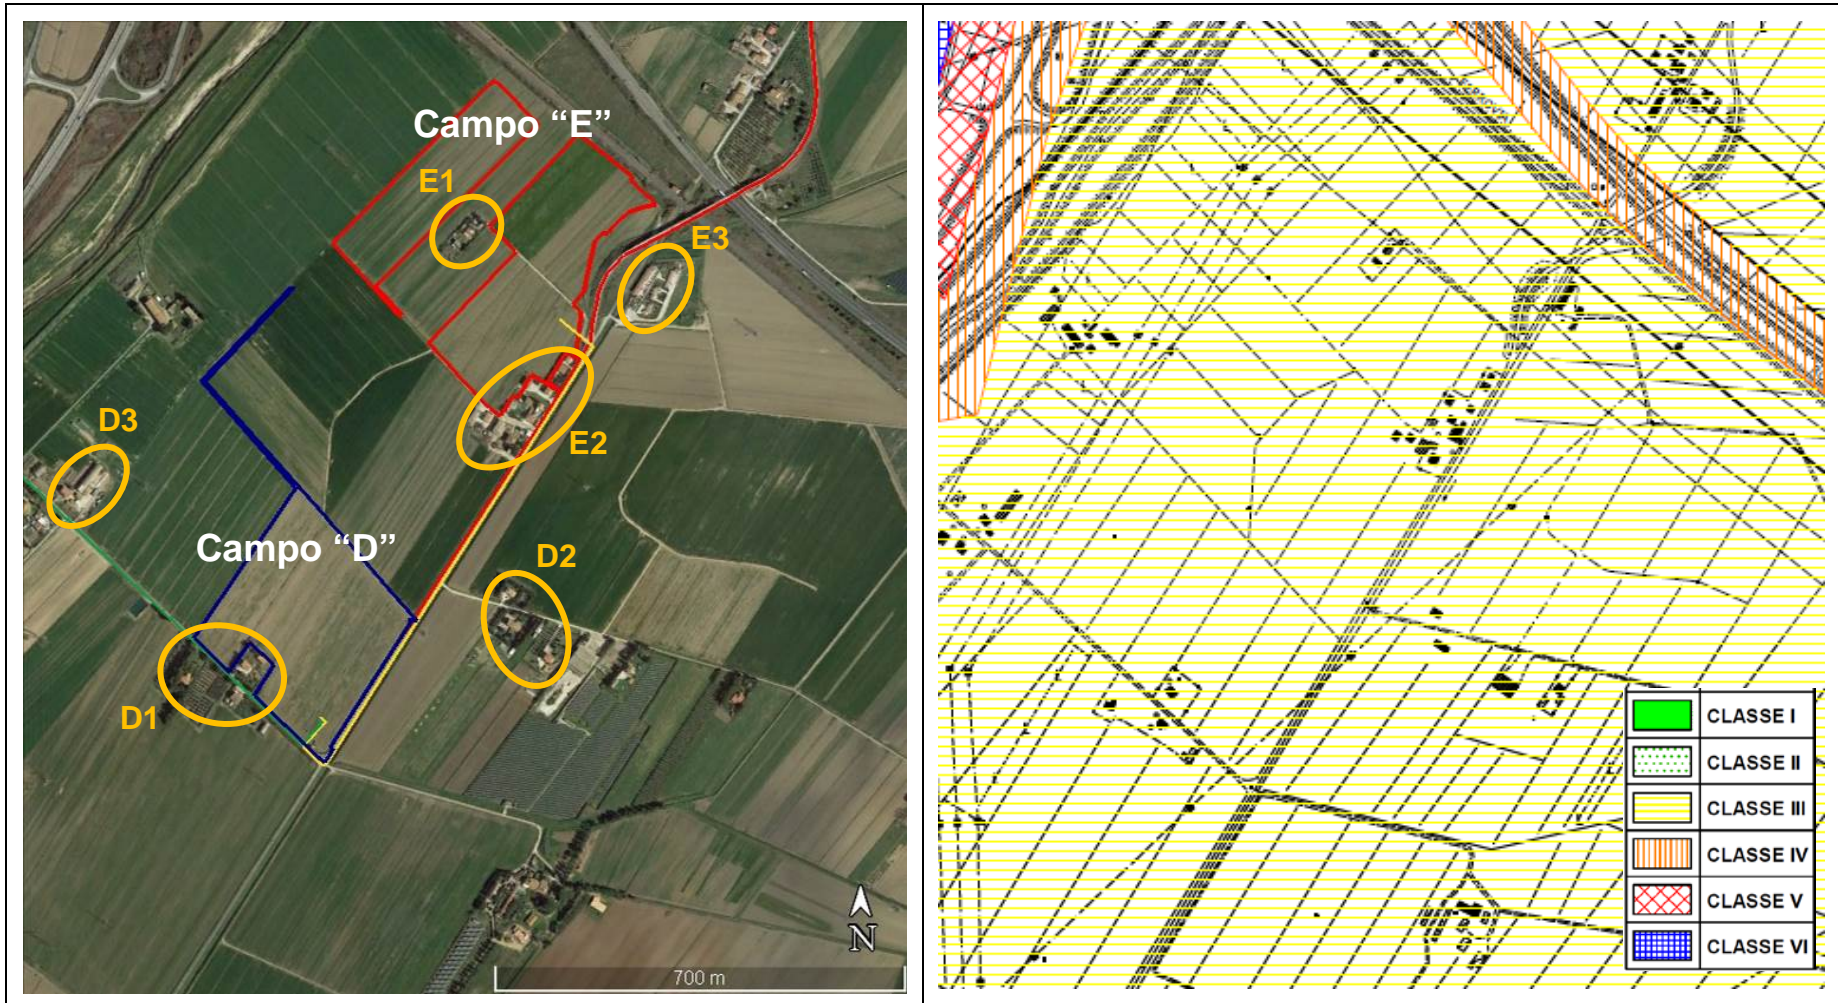 Campo “E”
E1
E3
D3
E2
Campo “D”
D2
D1
N
700 m
CLASSE I
CLASSE II
CLASSE III
CLASSE IV
CLASSE V
CLASSE VI